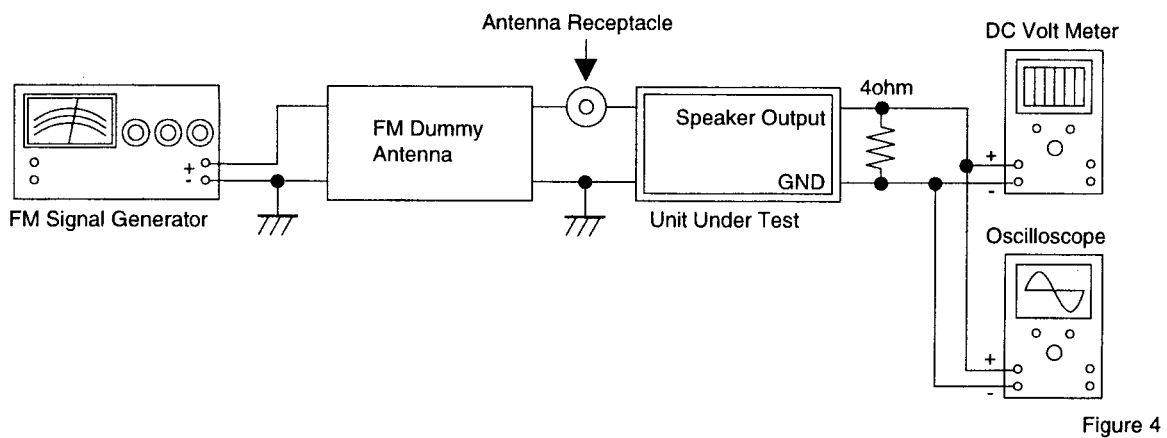 Antenna Receptacle
DC Volt Meter
4ohm
FM Dummy
Antenna
Speaker Output
GND
+
-
+
-
FM Signal Generator
Unit Under Test
Oscilloscope
+
-
Figure 4